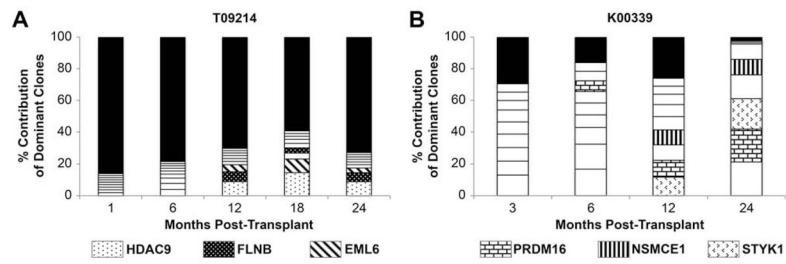 A
T09214
% Contribution
of Dominant Clones
100
80
60
40
20
0
1
6
12
18
24
Months Post-Transplant
HDAC9
FLNB
EML6
B
K00339
% Contribution
of Dominant Clones
100
80
60
40
20
0
3
6
12
24
Months Post-Transplant
PRDM16
NSMCE1
STYK1